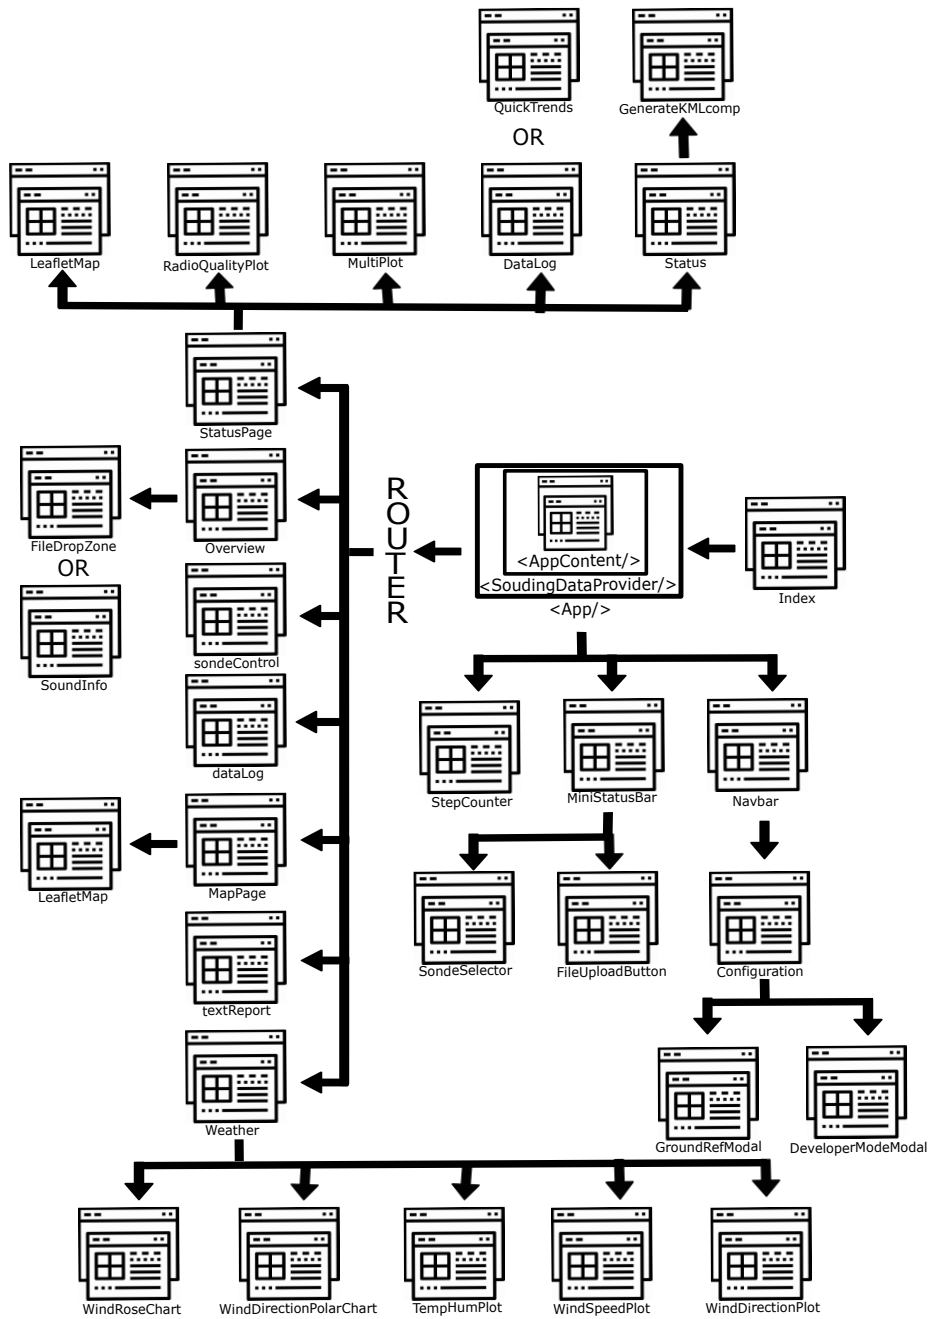 QuickTrends
GenerateKMLcomp
OR
LeafletMap
RadioQualityPlot
MultiPlot
DataLog
Status
StatusPage
ROUTER
FileDropZone
Overview
<AppContent/>
<SoudingDataProvider/>
<App/>
Index
OR
SoundInfo
sondeControl
dataLog
StepCounter
MiniStatusBar
Navbar
LeafletMap
MapPage
SondeSelector
FileUploadButton
Configuration
textReport
Weather
GroundRefModal
DeveloperModeModal
WindRoseChart
WindDirectionPolarChart
TempHumPlot
WindSpeedPlot
WindDirectionPlot